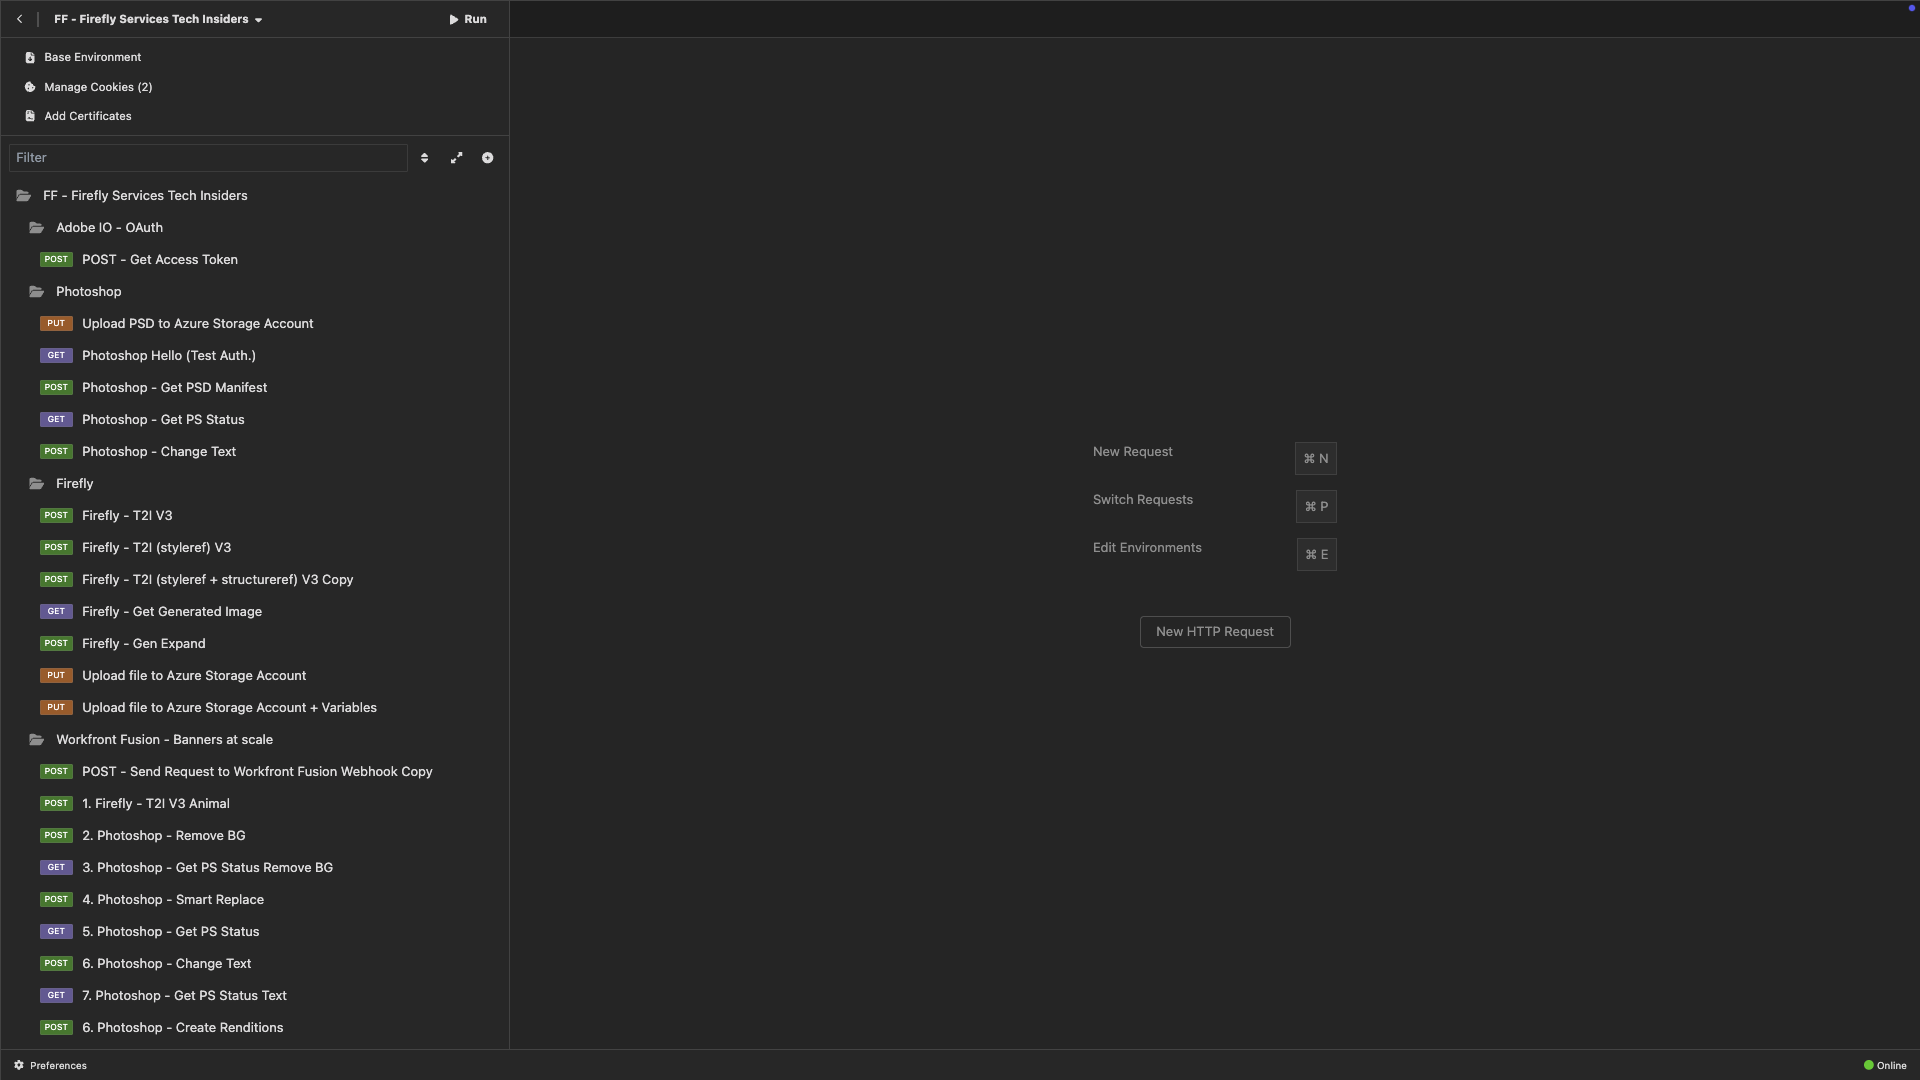 FF - Firefly Services Tech Insiders
Run
Base Environment
Manage Cookies (2)
Add Certificates
Filter
FF - Firefly Services Tech Insiders
Adobe IO - OAuth
POST POST - Get Access Token
Photoshop
PUT Upload PSD to Azure Storage Account
GET Photoshop Hello (Test Auth.)
POST Photoshop - Get PSD Manifest
GET Photoshop - Get PS Status
POST Photoshop - Change Text
Firefly
POST Firefly - T2I V3
POST Firefly - T2I (styleref) V3
POST Firefly - T2I (styleref + structureref) V3 Copy
GET Firefly - Get Generated Image
POST Firefly - Gen Expand
PUT Upload file to Azure Storage Account
PUT Upload file to Azure Storage Account + Variables
Workfront Fusion - Banners at scale
POST POST - Send Request to Workfront Fusion Webhook Copy
POST 1. Firefly - T2I V3 Animal
POST 2. Photoshop - Remove BG
GET 3. Photoshop - Get PS Status Remove BG
POST 4. Photoshop - Smart Replace
GET 5. Photoshop - Get PS Status
POST 6. Photoshop - Change Text
GET 7. Photoshop - Get PS Status Text
POST 6. Photoshop - Create Renditions
Preferences
New Request ⌘ N
Switch Requests ⌘ P
Edit Environments ⌘ E
New HTTP Request
Online